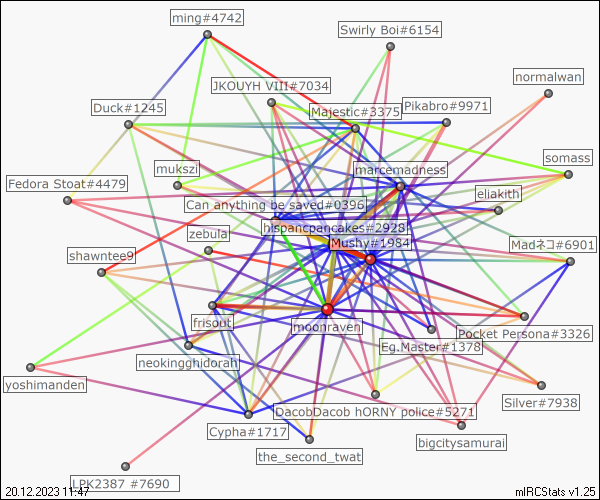 ming#4742
Swirly Boi#6154
normalwan
JKOUYH VIII#7034
Duck#1245
Majestic#3375
Pikabro#9971
somass
mukszi
marcemadness
Fedora Stoat#4479
eliakith
Can_anything be saved#0396
hispancpancakes#2928
zebula
Mushy#1984
Madネコ#6901
shawntee9
frisout
moonraven
Pocket Persona#3326
Eg.Master#1378
neokingghidorah
yoshimanden
Silver#7938
DacobDacob hORNY police#5271
Cypha#1717
bigcitysamurai
the_second_twat
LPK2387 #7690
20.12.2023 11:47
mIRCStats v1.25